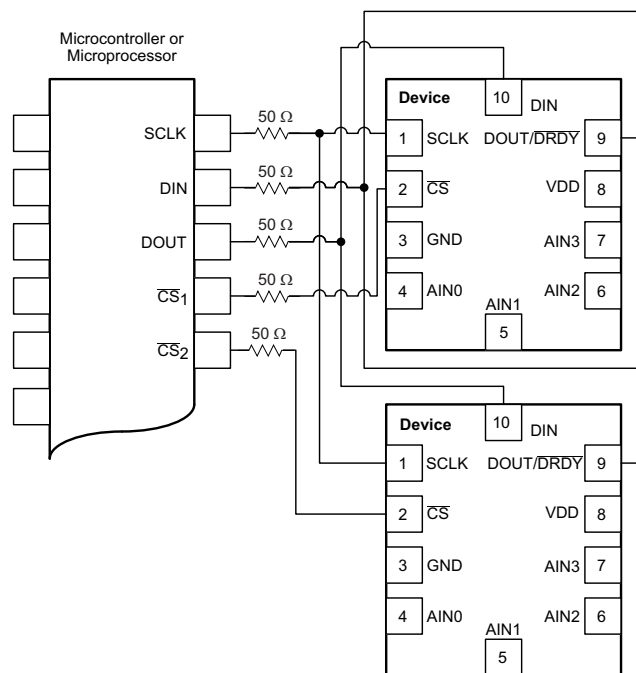 Microcontroller or
Microprocessor
SCLK
DIN
DOUT
CS1
CS2
50 Ω
50 Ω
50 Ω
50 Ω
50 Ω
Device
10
DIN
1
SCLK
DOUT/DRDY
9
2
CS
VDD
8
3
GND
AIN3
7
4
AIN0
AIN2
6
AIN1
5
Device
10
DIN
1
SCLK
DOUT/DRDY
9
2
CS
VDD
8
3
GND
AIN3
7
4
AIN0
AIN2
6
AIN1
5